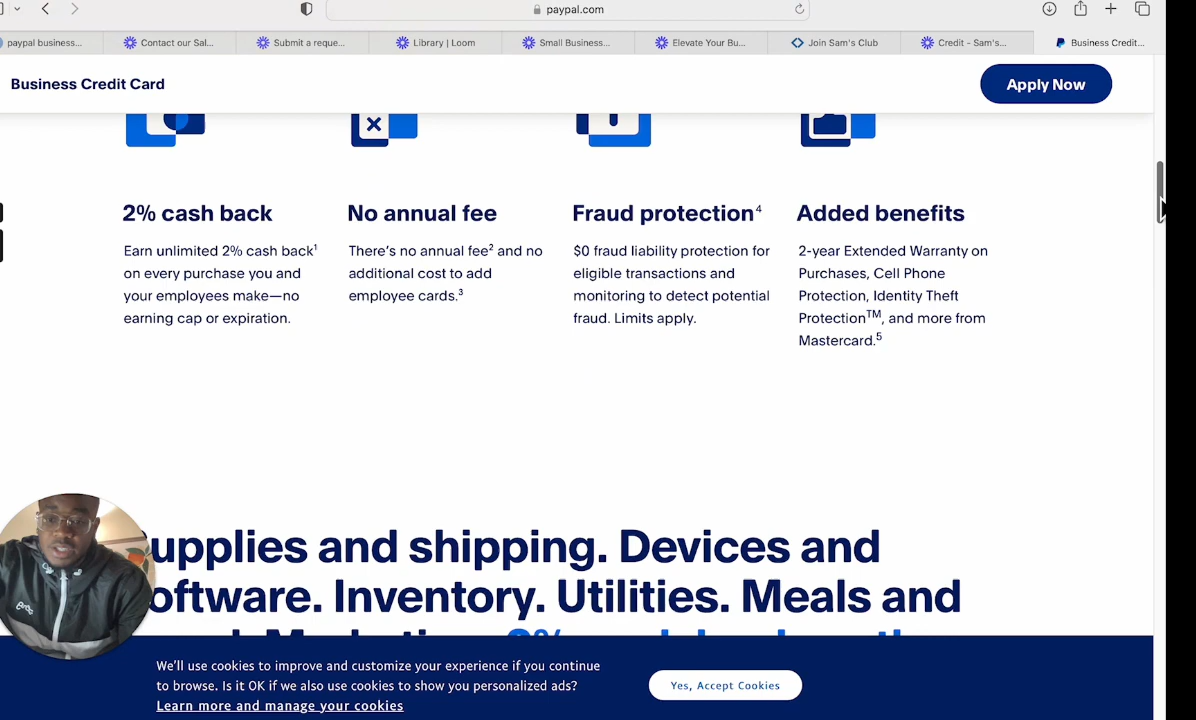 paypal.com
paypal business...
Contact our Sal...
Submit a reque...
Library | Loom
Small Business...
Elevate Your Bu...
Join Sam's Club
Credit – Sam's...
Business Credit...
Business Credit Card
Apply Now
2% cash back
Earn unlimited 2% cash back¹
on every purchase you and
your employees make—no
earning cap or expiration.
No annual fee
There's no annual fee² and no
additional cost to add
employee cards.³
Fraud protection⁴
$0 fraud liability protection for
eligible transactions and
monitoring to detect potential
fraud. Limits apply.
Added benefits
2-year Extended Warranty on
Purchases, Cell Phone
Protection, Identity Theft
Protection™, and more from
Mastercard.⁵
upplies and shipping. Devices and
oftware. Inventory. Utilities. Meals and
We'll use cookies to improve and customize your experience if you continue
to browse. Is it OK if we also use cookies to show you personalized ads?
Learn more and manage your cookies
Yes, Accept Cookies